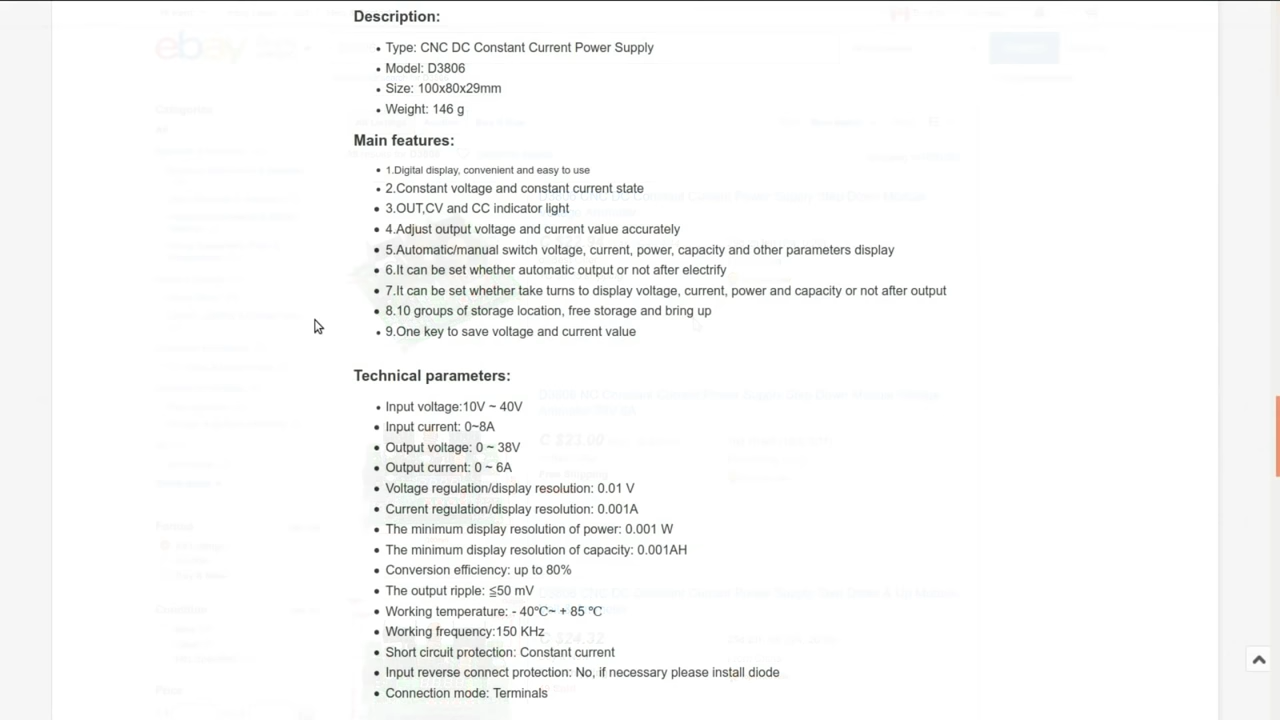 Description:
Type: CNC DC Constant Current Power Supply
Model: D3806
Size: 100x80x29mm
Weight: 146 g
Main features:
1.Digital display, convenient and easy to use
2.Constant voltage and constant current state
3.OUT,CV and CC indicator light
4.Adjust output voltage and current value accurately
5.Automatic/manual switch voltage, current, power, capacity and other parameters display
6.It can be set whether automatic output or not after electrify
7.It can be set whether take turns to display voltage, current, power and capacity or not after output
8.10 groups of storage location, free storage and bring up
9.One key to save voltage and current value
Technical parameters:
Input voltage:10V ~ 40V
Input current: 0~8A
Output voltage: 0 ~ 38V
Output current: 0 ~ 6A
Voltage regulation/display resolution: 0.01 V
Current regulation/display resolution: 0.001A
The minimum display resolution of power: 0.001 W
The minimum display resolution of capacity: 0.001AH
Conversion efficiency: up to 80%
The output ripple: ≦50 mV
Working temperature: - 40℃~ + 85 ℃
Working frequency:150 KHz
Short circuit protection: Constant current
Input reverse connect protection: No, if necessary please install diode
Connection mode: Terminals
ebay
C $23.00
C $24.32